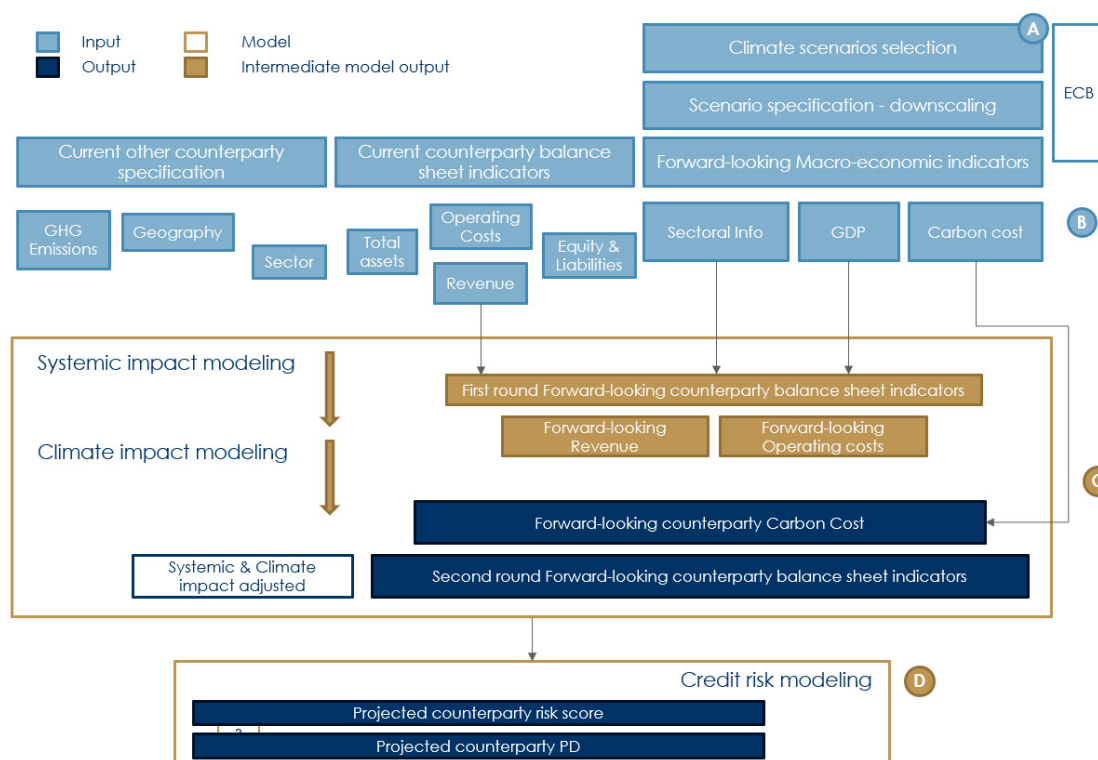 Input
Model
Output
Intermediate model output
A
Climate scenarios selection
ECB
Scenario specification - downscaling
Current other counterparty
specification
Current counterparty balance
sheet indicators
Forward-looking Macro-economic indicators
B
GHG
Emissions
Geography
Sector
Total
assets
Operating
Costs
Revenue
Equity &
Liabilities
Sectoral Info
GDP
Carbon cost
Systemic impact modeling
First round Forward-looking counterparty balance sheet indicators
Forward-looking
Revenue
Forward-looking
Operating costs
Climate impact modeling
C
Forward-looking counterparty Carbon Cost
Systemic & Climate
impact adjusted
Second round Forward-looking counterparty balance sheet indicators
Credit risk modeling
D
Projected counterparty risk score
Projected counterparty PD